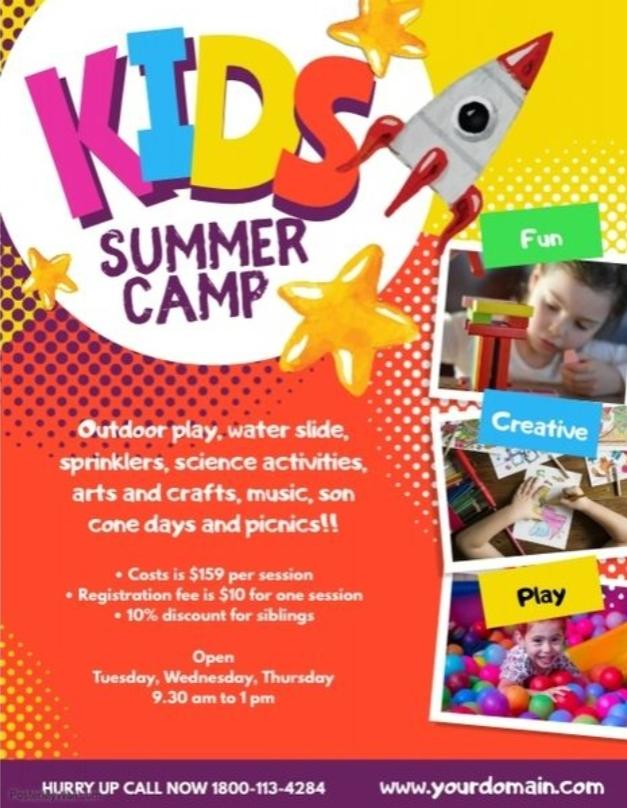 KIDS
SUMMER
CAMP
Fun
Creative
Play
Outdoor play, water slide,
sprinklers, science activities,
arts and crafts, music, son
cone days and picnics!!
• Costs is $159 per session
• Registration fee is $10 for one session
• 10% discount for siblings
Open
Tuesday, Wednesday, Thursday
9.30 am to 1 pm
HURRY UP CALL NOW 1800-113-4284
www.yourdomain.com